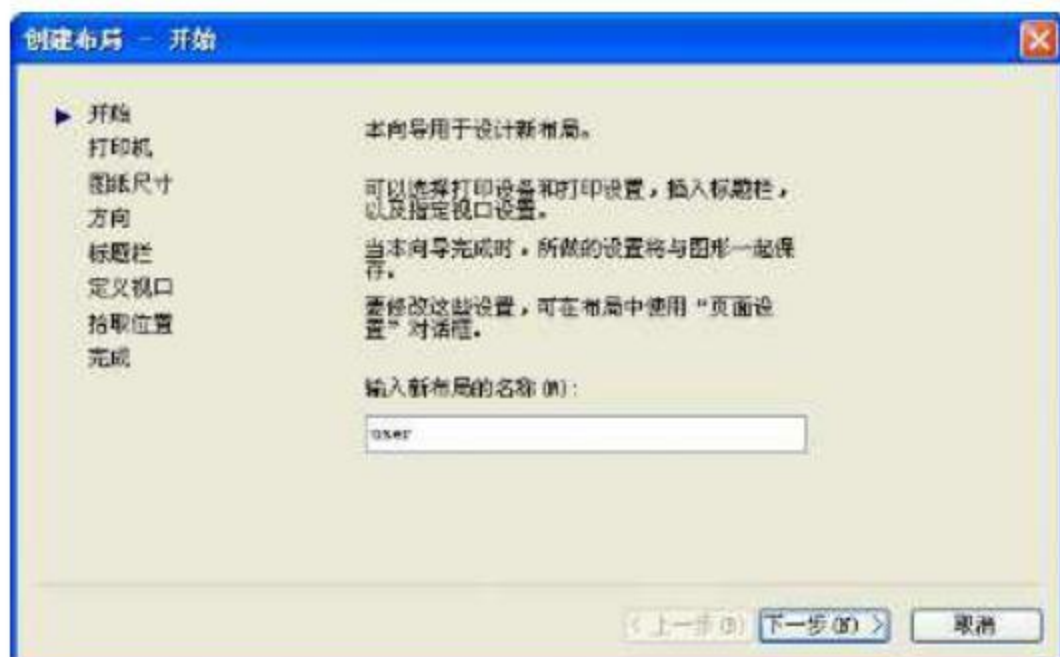 创建布局 - 开始
开始
打印机
图纸尺寸
方向
标题栏
定义视口
拾取位置
完成
本向导用于设计新布局。
可以选择打印设备和打印设置，插入标题栏，
以及指定视口设置。
当本向导完成时，所做的设置将与图形一起保
存。
要修改这些设置，可在布局中使用“页面设
置”对话框。
输入新布局的名称(M)：
user
< 上一步(B)
下一步(N) >
取消